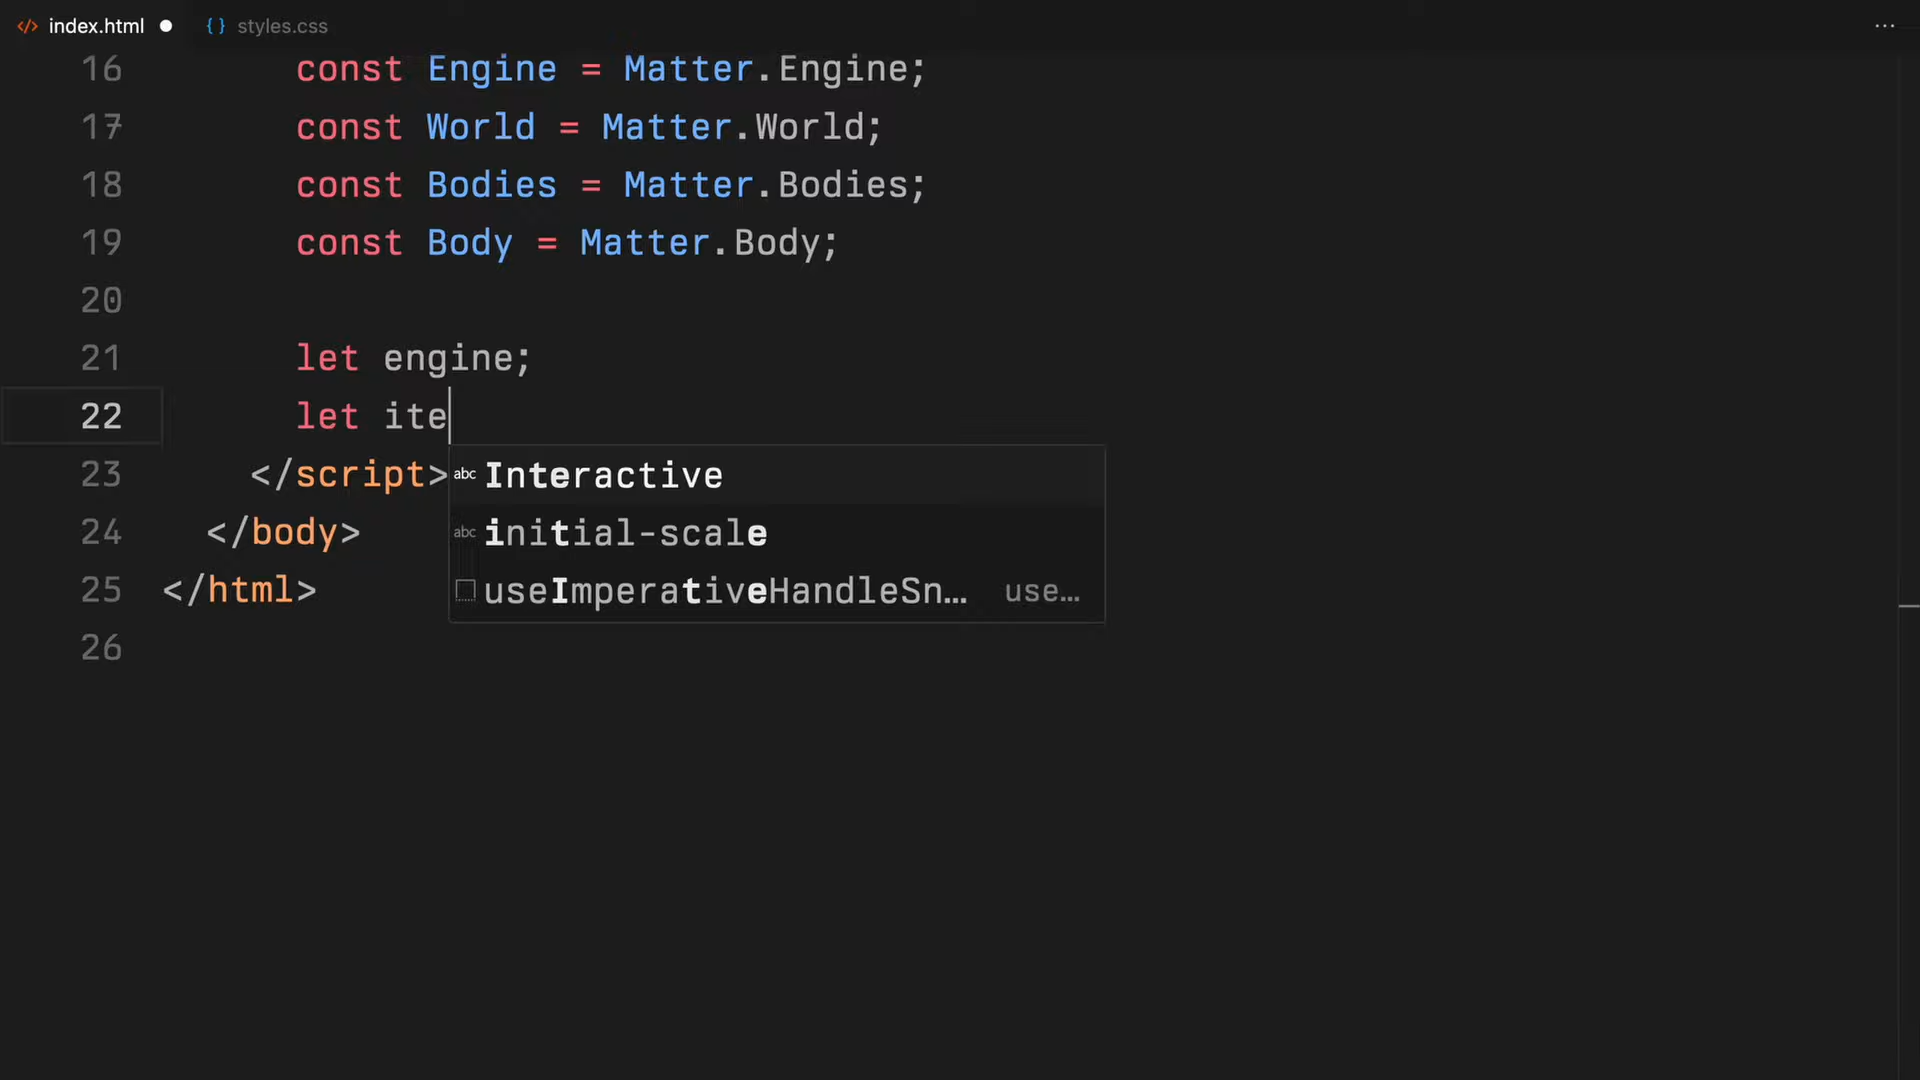 index.html styles.css ...
16 const Engine = Matter.Engine;
17 const World = Matter.World;
18 const Bodies = Matter.Bodies;
19 const Body = Matter.Body;
20
21 let engine;
22 let ite
23 </script>
abc Interactive
24 </body>
abc initial-scale
25 </html>
useImperativeHandleSn… use…
26